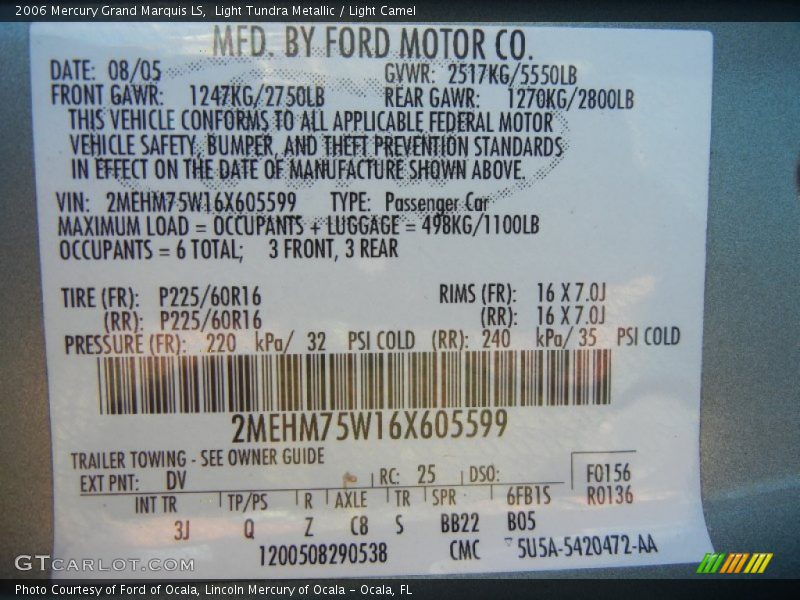 2006 Mercury Grand Marquis LS, Light Tundra Metallic / Light Camel
MFD. BY FORD MOTOR CO.
DATE: 08/05 GVWR: 2517KG/5550LB
FRONT GAWR: 1247KG/2750LB REAR GAWR: 1270KG/2800LB
THIS VEHICLE CONFORMS TO ALL APPLICABLE FEDERAL MOTOR
VEHICLE SAFETY, BUMPER, AND THEFT PREVENTION STANDARDS
IN EFFECT ON THE DATE OF MANUFACTURE SHOWN ABOVE.
VIN: 2MEHM75W16X605599 TYPE: Passenger Car
MAXIMUM LOAD = OCCUPANTS + LUGGAGE = 498KG/1100LB
OCCUPANTS = 6 TOTAL; 3 FRONT, 3 REAR
TIRE (FR): P225/60R16 RIMS (FR): 16 X 7.0J
(RR): P225/60R16 (RR): 16 X 7.0J
PRESSURE (FR): 220 kPa/ 32 PSI COLD (RR): 240 kPa/ 35 PSI COLD
2MEHM75W16X605599
TRAILER TOWING - SEE OWNER GUIDE
EXT PNT: DV RC: 25 DSO: F0156
INT TR TP/PS R AXLE TR SPR 6FB1S R0136
3J Q Z C8 S BB22 B05
1200508290538 CMC 5U5A-5420472-AA
GTCarLot.com
Photo Courtesy of Ford of Ocala, Lincoln Mercury of Ocala - Ocala, FL